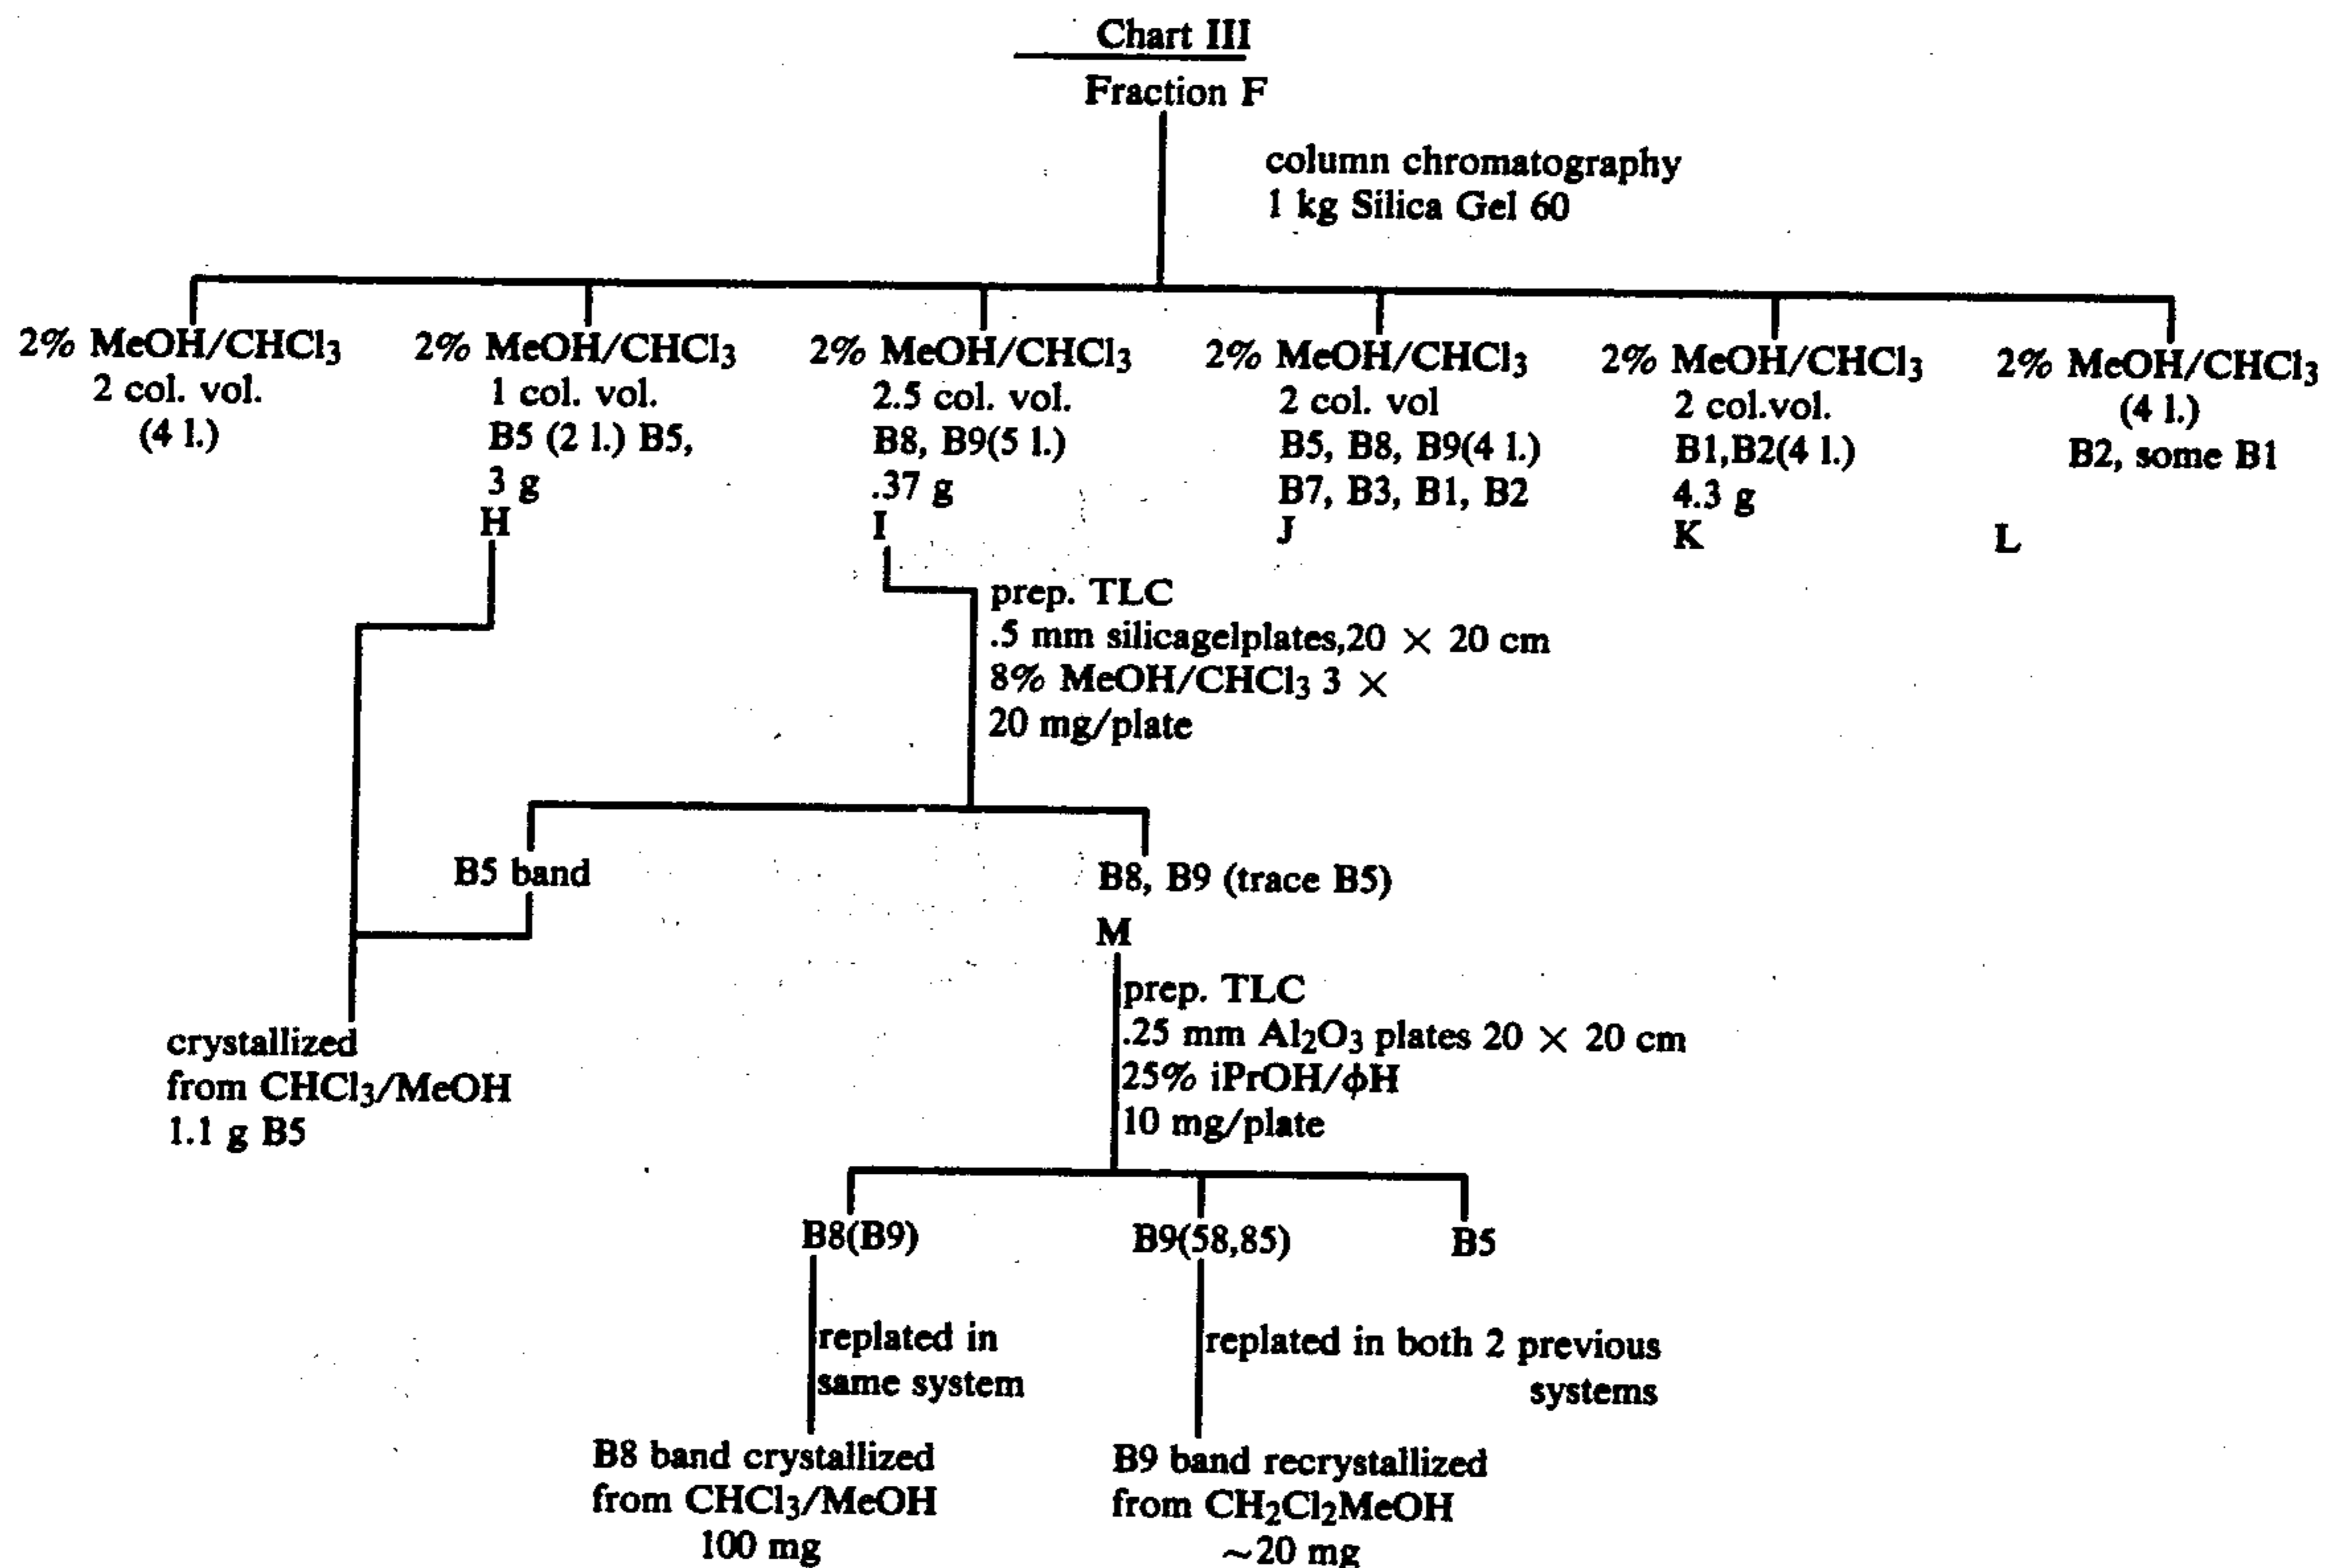 Chart III
Fraction F
column chromatography
1 kg Silica Gel 60
2% MeOH/CHCl₃
2 col. vol.
(4 l.)
2% MeOH/CHCl₃
1 col. vol.
B5 (2 l.) B5,
3 g
H
2% MeOH/CHCl₃
2.5 col. vol.
B8, B9(5 l.)
.37 g
I
2% MeOH/CHCl₃
2 col. vol
B5, B8, B9(4 l.)
B7, B3, B1, B2
J
2% MeOH/CHCl₃
2 col.vol.
B1,B2(4 l.)
4.3 g
K
2% MeOH/CHCl₃
(4 l.)
B2, some B1
L
prep. TLC
.5 mm silicagelplates,20 × 20 cm
8% MeOH/CHCl₃ 3 ×
20 mg/plate
B5 band
B8, B9 (trace B5)
M
crystallized
from CHCl₃/MeOH
1.1 g B5
prep. TLC
.25 mm Al₂O₃ plates 20 × 20 cm
25% iPrOH/ϕH
10 mg/plate
B8(B9)
B9(58,85)
B5
replated in
same system
replated in both 2 previous
systems
B8 band crystallized
from CHCl₃/MeOH
100 mg
B9 band recrystallized
from CH₂Cl₂MeOH
~20 mg